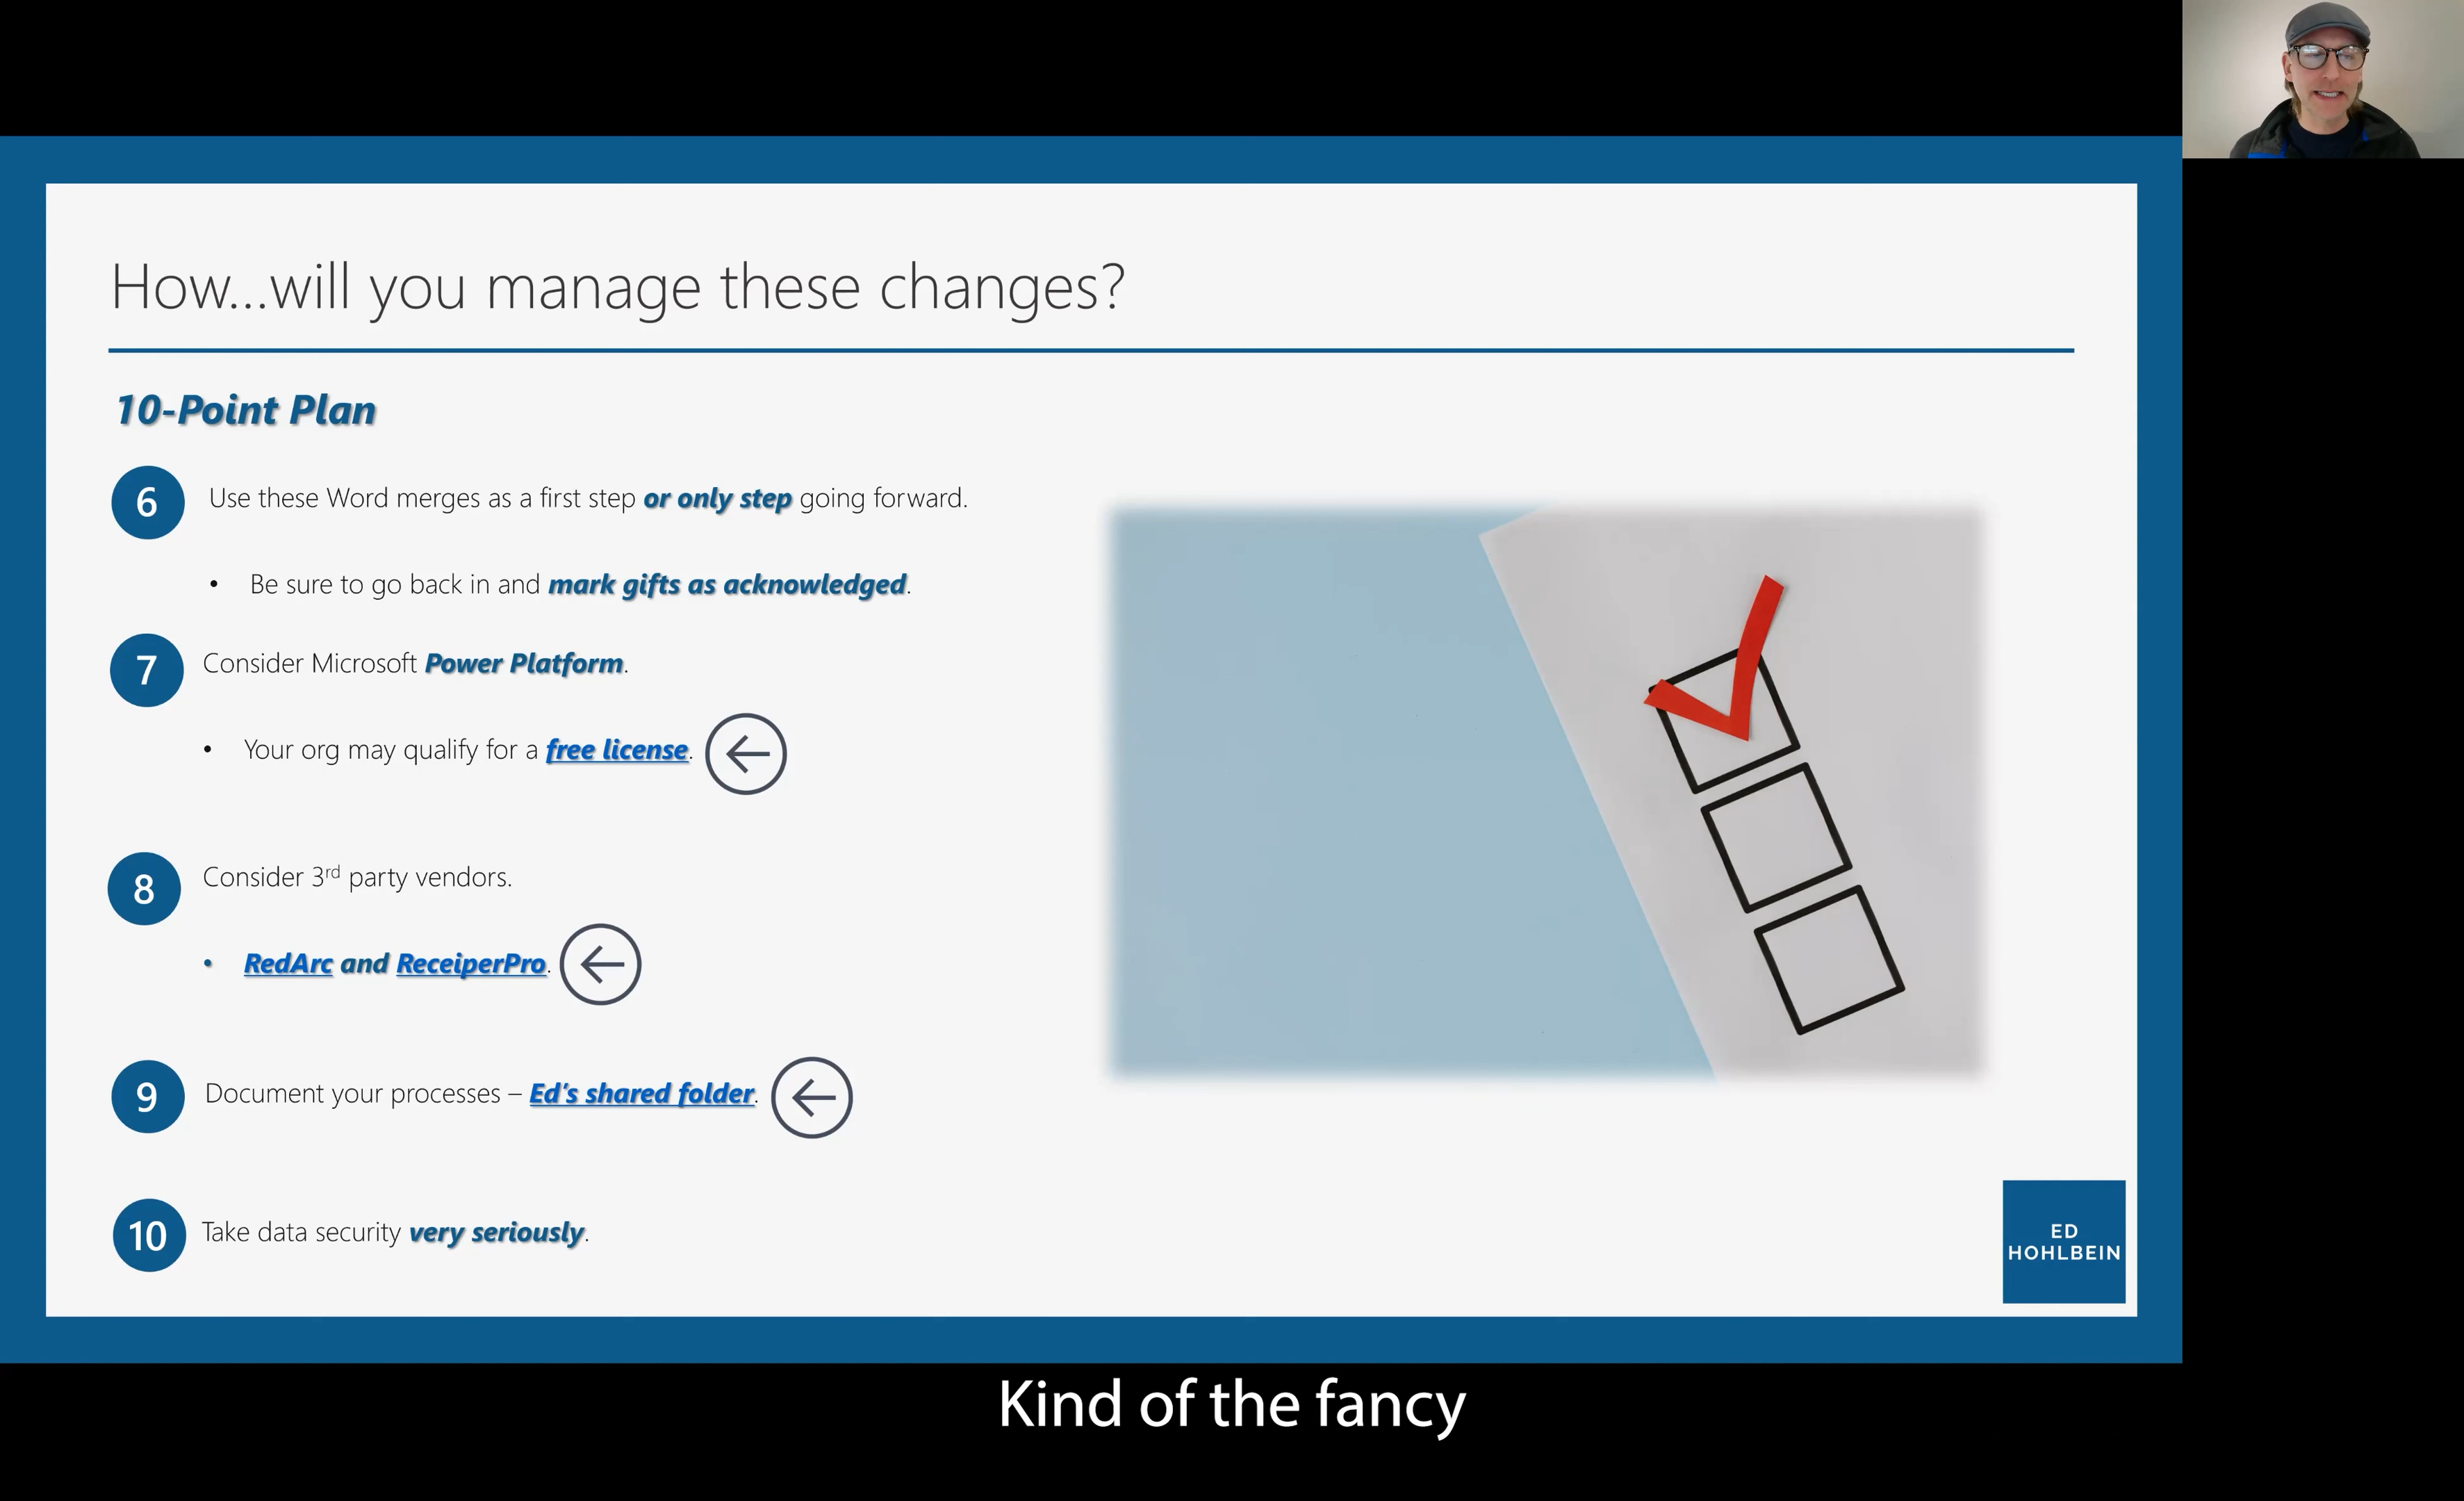 How...will you manage these changes?
10-Point Plan
6 Use these Word merges as a first step or only step going forward.
• Be sure to go back in and mark gifts as acknowledged.
7 Consider Microsoft Power Platform.
• Your org may qualify for a free license.
8 Consider 3rd party vendors.
• RedArc and ReceiperPro.
9 Document your processes – Ed's shared folder.
10 Take data security very seriously.
ED
HOHLBEIN
Kind of the fancy